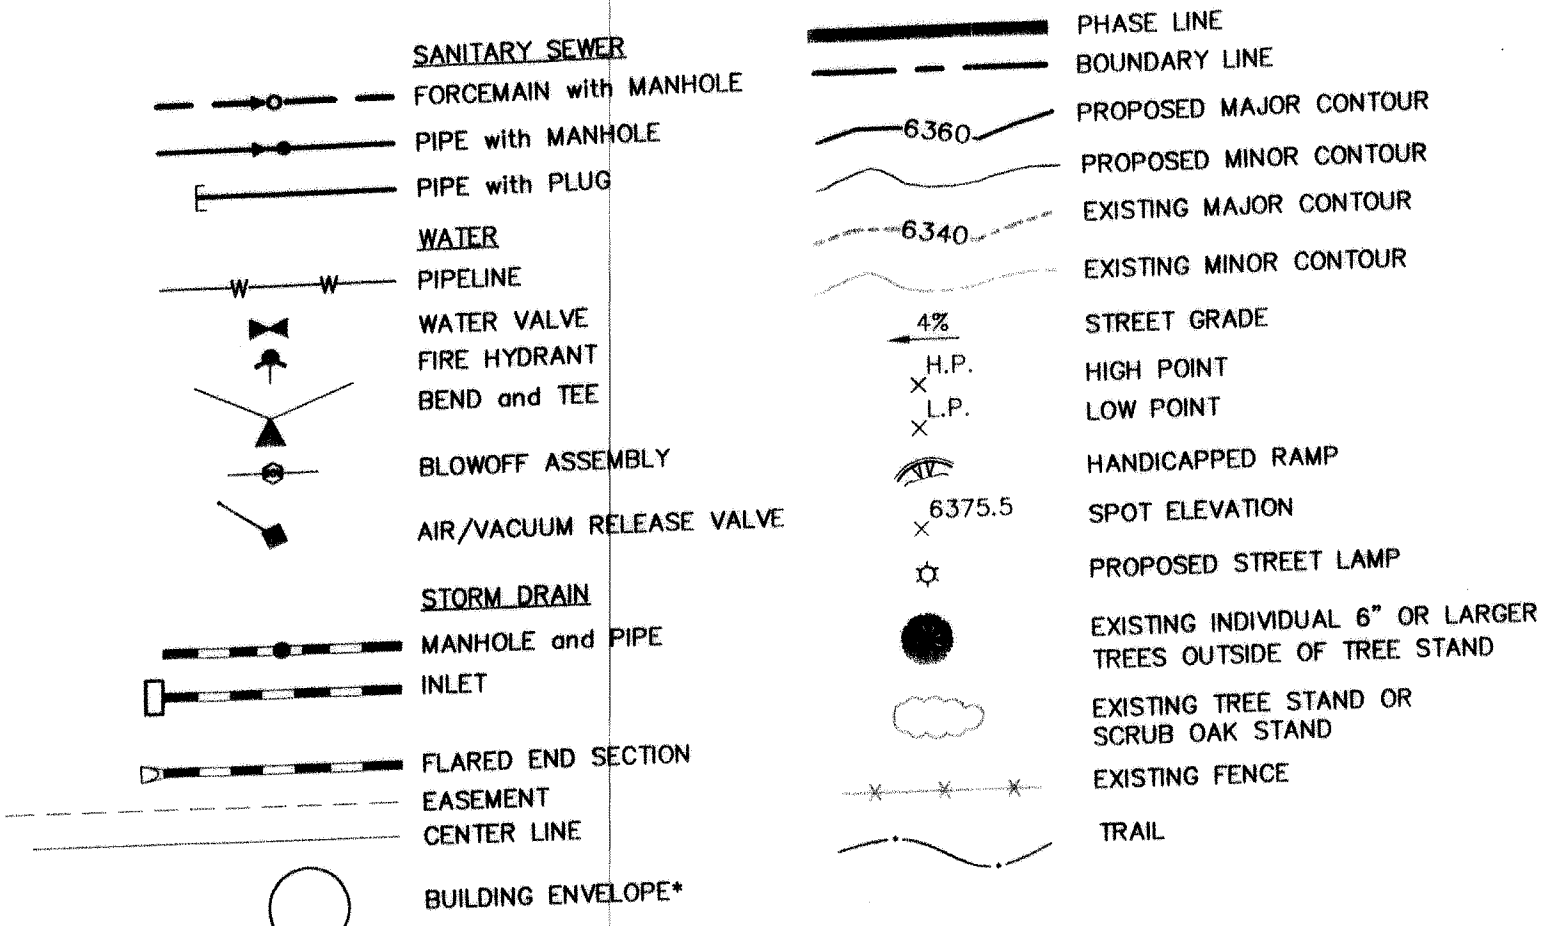 SANITARY SEWER
FORCEMAIN with MANHOLE
PIPE with MANHOLE
PIPE with PLUG
WATER
W W PIPELINE
WATER VALVE
FIRE HYDRANT
BEND and TEE
BLOWOFF ASSEMBLY
AIR/VACUUM RELEASE VALVE
STORM DRAIN
MANHOLE and PIPE
INLET
FLARED END SECTION
EASEMENT
CENTER LINE
BUILDING ENVELOPE*
PHASE LINE
BOUNDARY LINE
6360 PROPOSED MAJOR CONTOUR
PROPOSED MINOR CONTOUR
6340 EXISTING MAJOR CONTOUR
EXISTING MINOR CONTOUR
4% STREET GRADE
H.P. HIGH POINT
L.P. LOW POINT
HANDICAPPED RAMP
6375.5 SPOT ELEVATION
PROPOSED STREET LAMP
EXISTING INDIVIDUAL 6" OR LARGER
TREES OUTSIDE OF TREE STAND
EXISTING TREE STAND OR
SCRUB OAK STAND
EXISTING FENCE
TRAIL